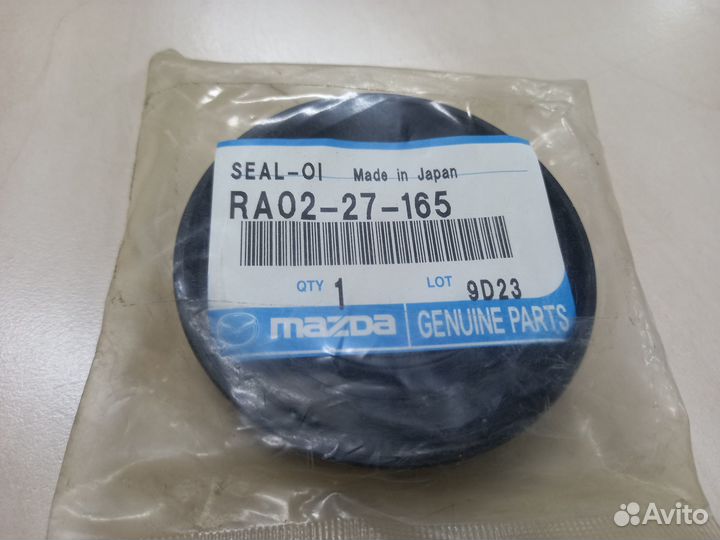 SEAL-OI Made in Japan
RA02-27-165
QTY 1 LOT 9D23
mazda GENUINE PARTS
Avito